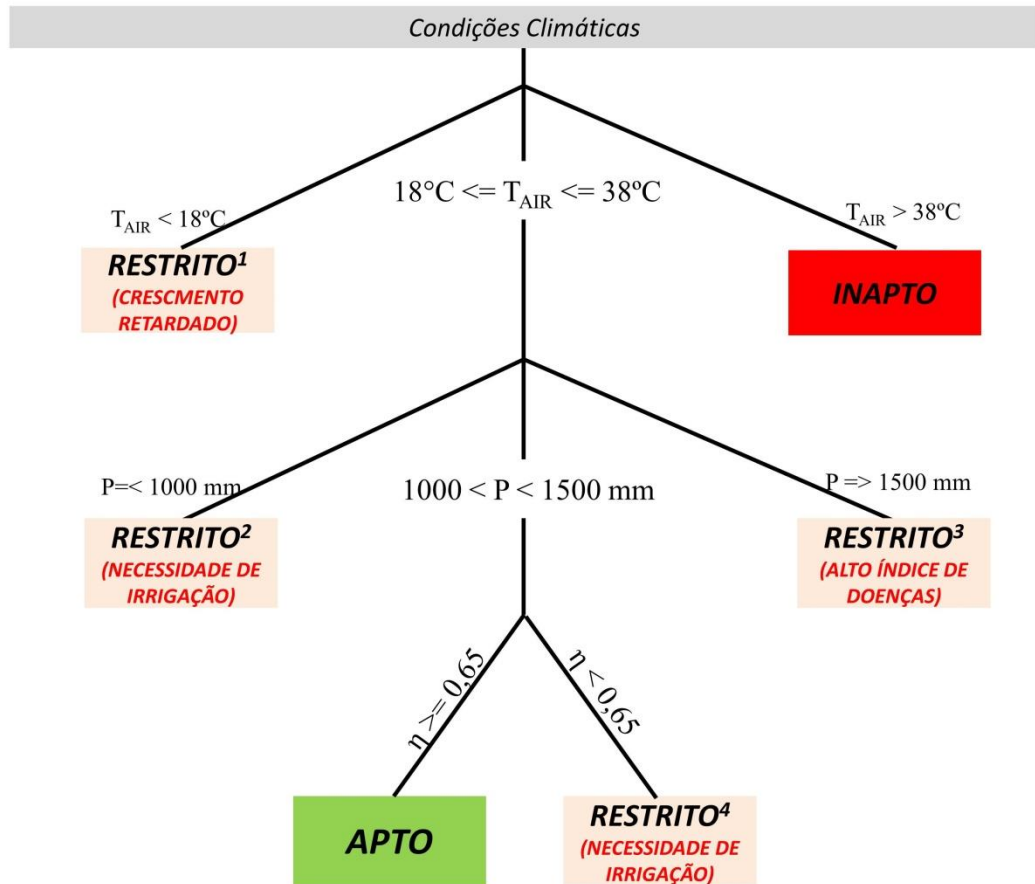 Condições Climáticas
18°C <= TAIR <= 38ºC
TAIR < 18ºC
TAIR > 38ºC
RESTRITO¹
(CRESCMENTO
RETARDADO)
INAPTO
P=< 1000 mm
1000 < P < 1500 mm
P => 1500 mm
RESTRITO²
(NECESSIDADE DE
IRRIGAÇÃO)
RESTRITO³
(ALTO ÍNDICE DE
DOENÇAS)
η >= 0,65
η < 0,65
APTO
RESTRITO⁴
(NECESSIDADE DE
IRRIGAÇÃO)